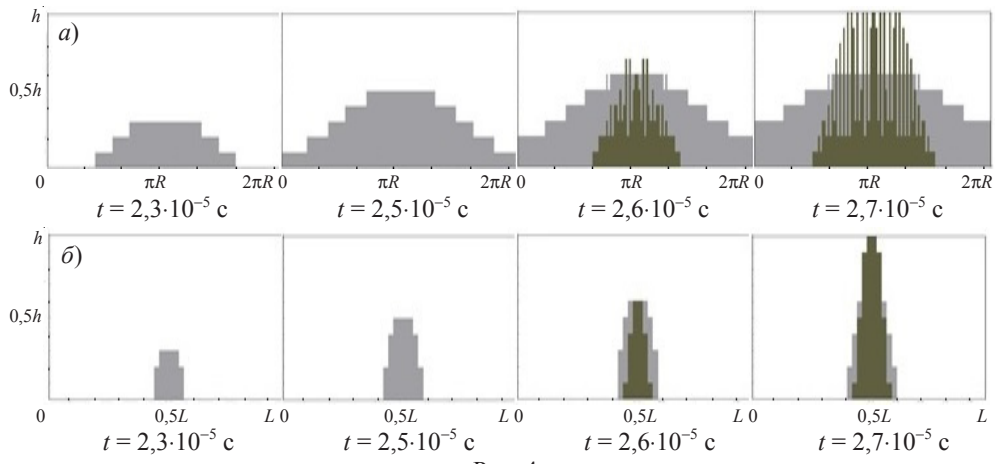 h
а)
0,5h
0 πR 2πR 0 πR 2πR 0 πR 2πR 0 πR 2πR
t = 2,3·10⁻⁵ с t = 2,5·10⁻⁵ с t = 2,6·10⁻⁵ с t = 2,7·10⁻⁵ с
h
б)
0,5h
0 0,5L L 0 0,5L L 0 0,5L L 0 0,5L L
t = 2,3·10⁻⁵ с t = 2,5·10⁻⁵ с t = 2,6·10⁻⁵ с t = 2,7·10⁻⁵ с